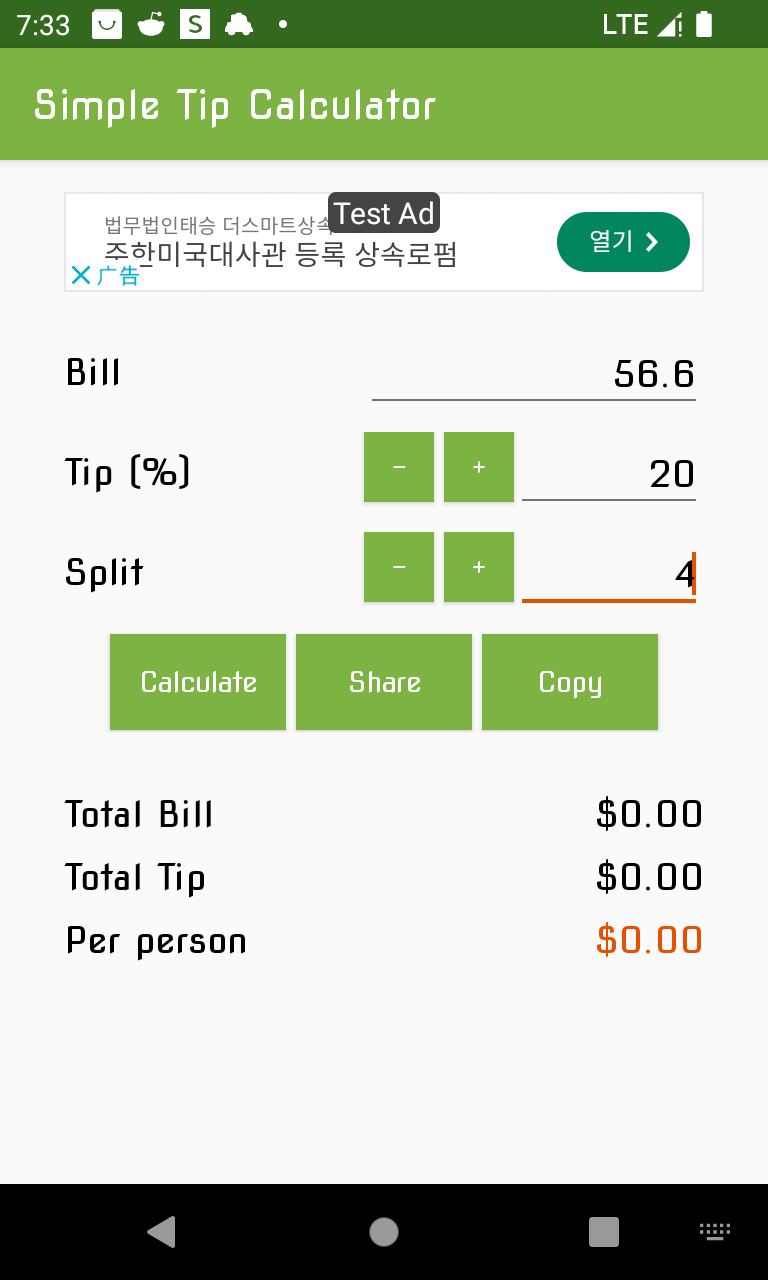 7:33 S LTE
Simple Tip Calculator
법무법인태승 더스마트상속
Test Ad
주한미국대사관 등록 상속로펌
열기
广告
Bill 56.6
Tip (%) − + 20
Split − + 4
Calculate Share Copy
Total Bill $0.00
Total Tip $0.00
Per person $0.00